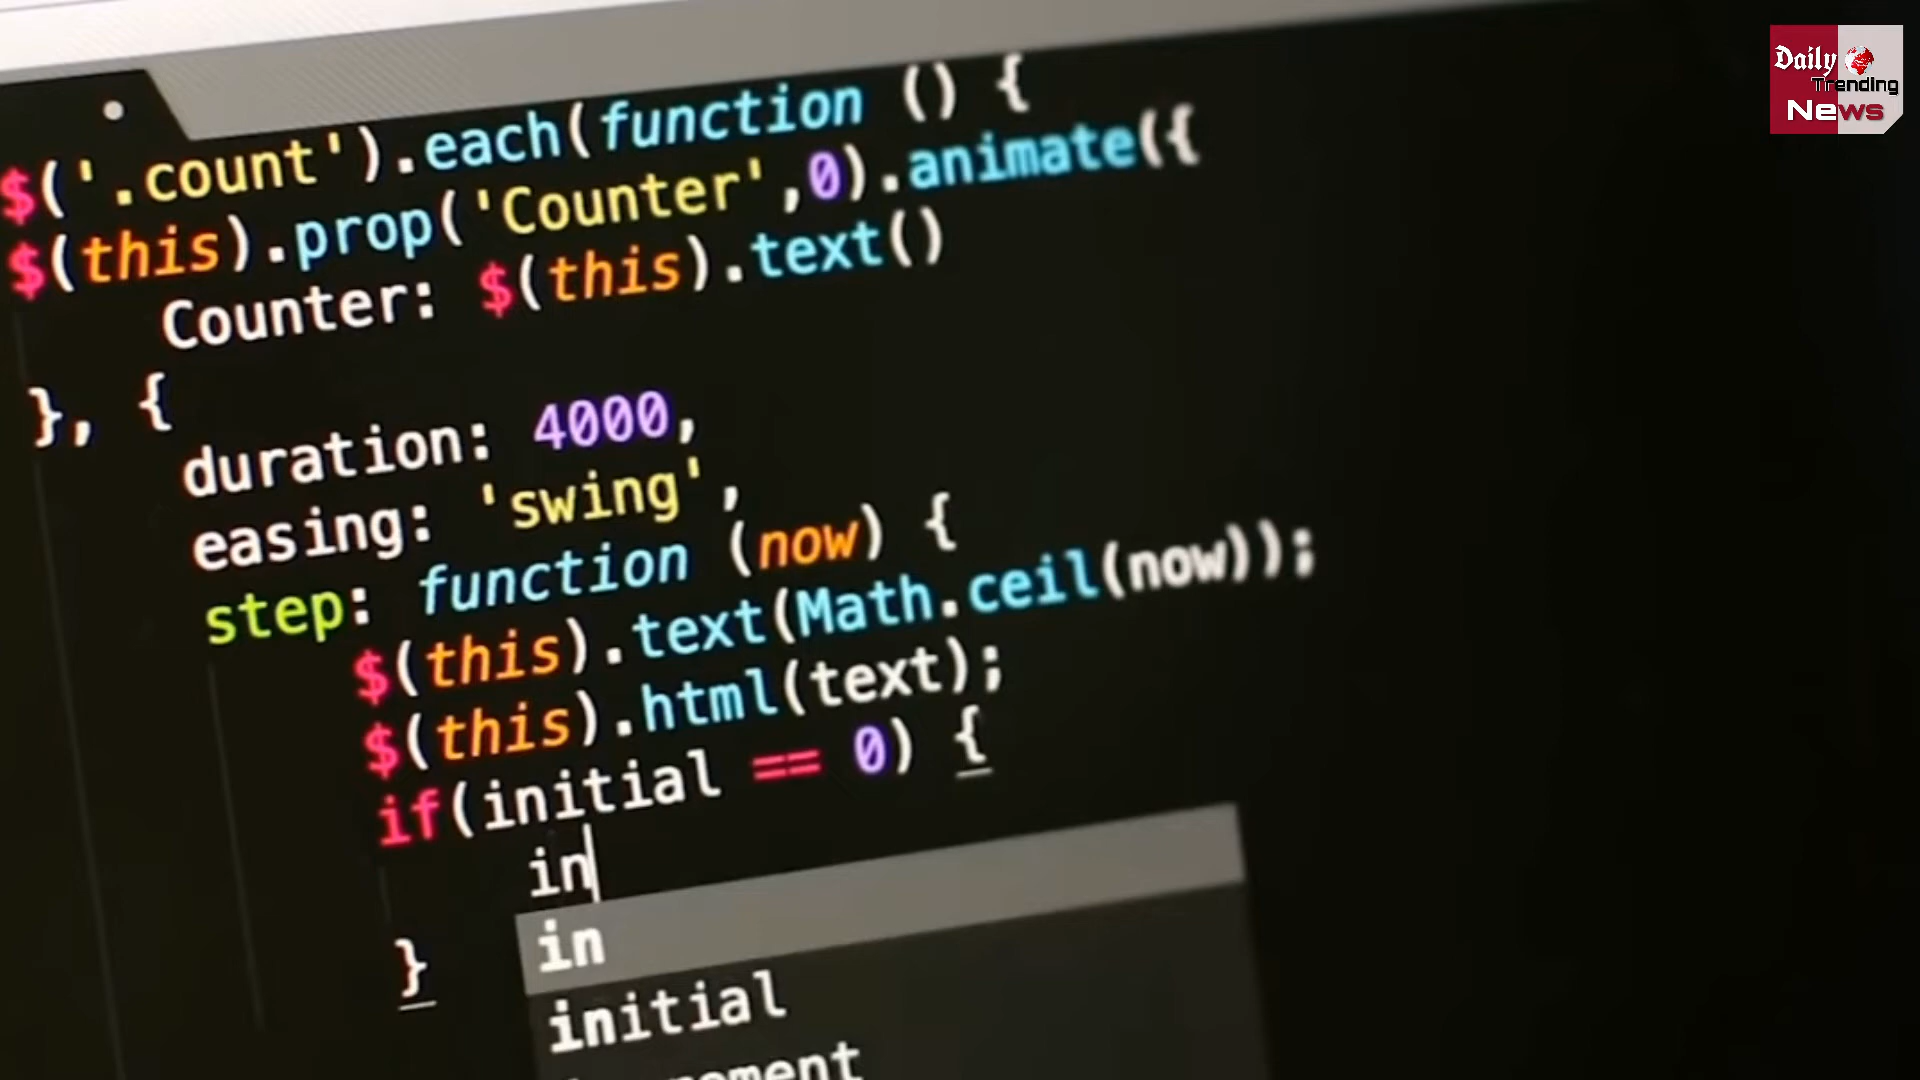 $('.count').each(function () {
$(this).prop('Counter',0).animate({
Counter: $(this).text()
}, {
duration: 4000,
easing: 'swing',
step: function (now) {
$(this).text(Math.ceil(now));
$(this).html(text);
if(initial == 0) {
in
}
in
initial
Daily
Trending
News